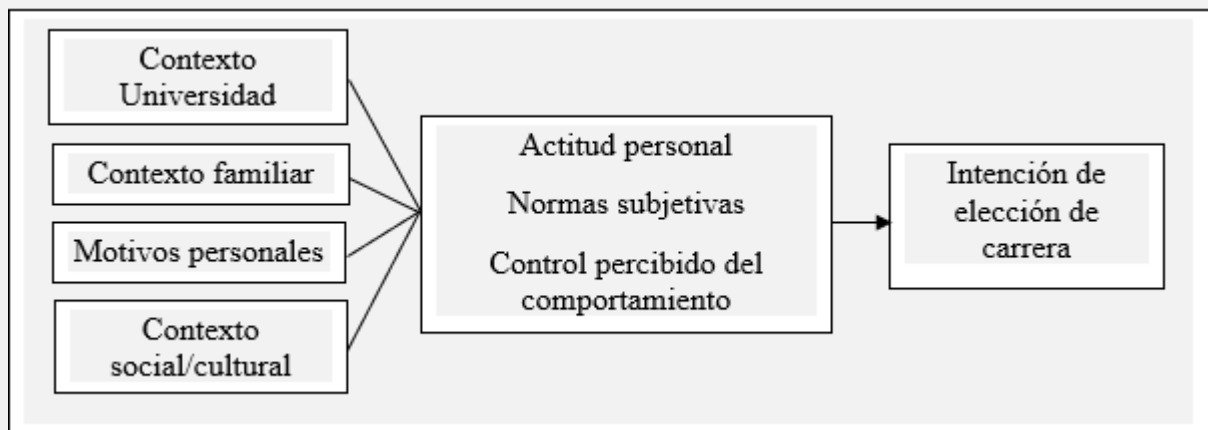 Contexto
Universidad
Contexto familiar
Motivos personales
Contexto
social/cultural
Actitud personal
Normas subjetivas
Control percibido del
comportamiento
Intención de
elección de
carrera